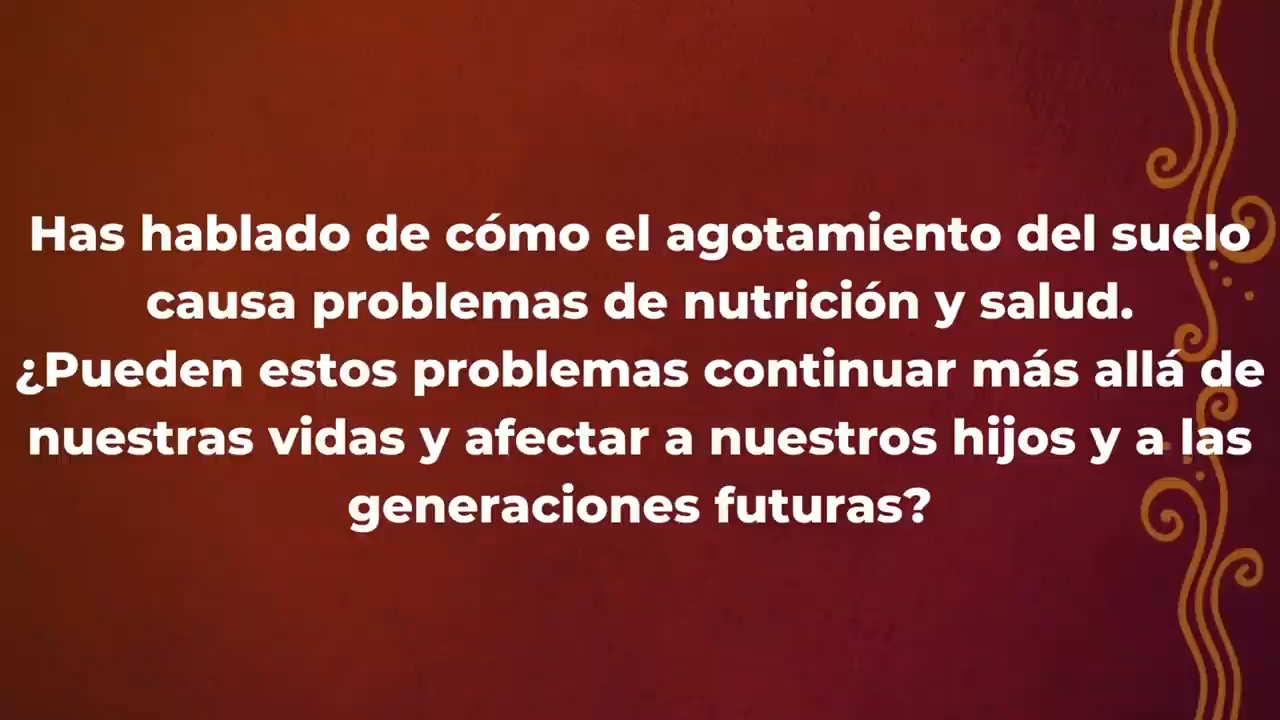 Has hablado de cómo el agotamiento del suelo
causa problemas de nutrición y salud.
¿Pueden estos problemas continuar más allá de
nuestras vidas y afectar a nuestros hijos y a las
generaciones futuras?